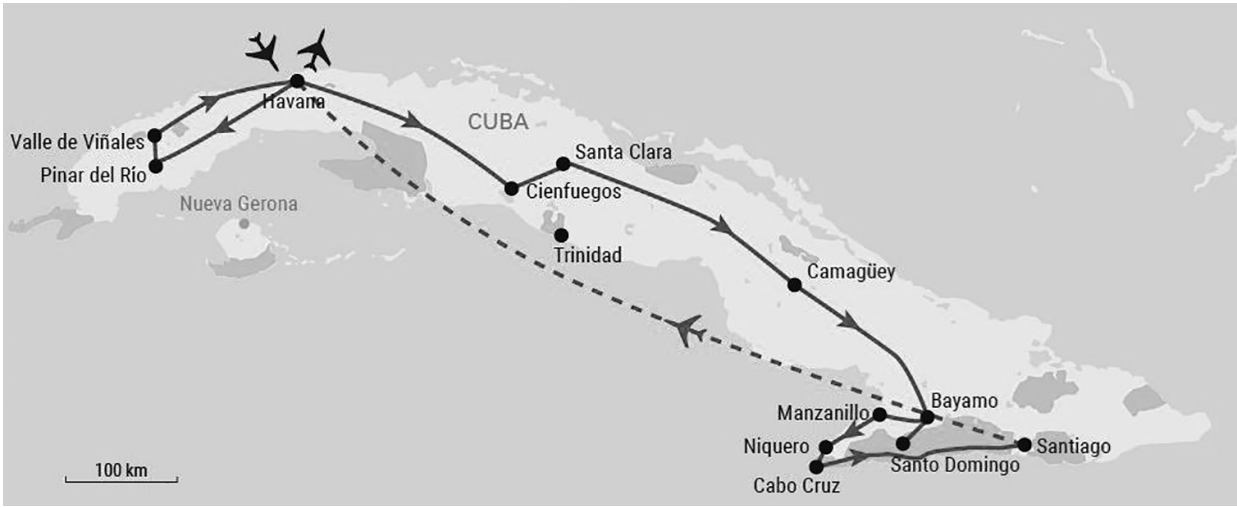 Havana
CUBA
Valle de Viñales
Santa Clara
Pinar del Río
Cienfuegos
Nueva Gerona
Trinidad
Camagüey
Bayamo
Manzanillo
Niquero
Santiago
Santo Domingo
100 km
Cabo Cruz